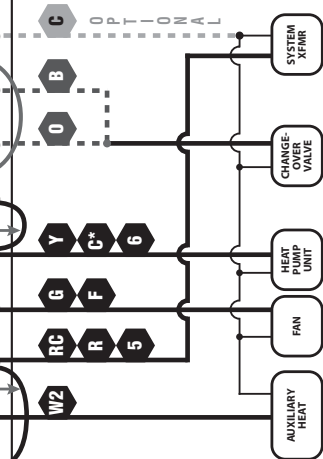 C
OPTIONAL
B
O
Y
C*
6
G
F
RC
R
5
W2
SYSTEM
XFMR
CHANGE-
OVER
VALVE
HEAT
PUMP
UNIT
FAN
AUXILIARY
HEAT